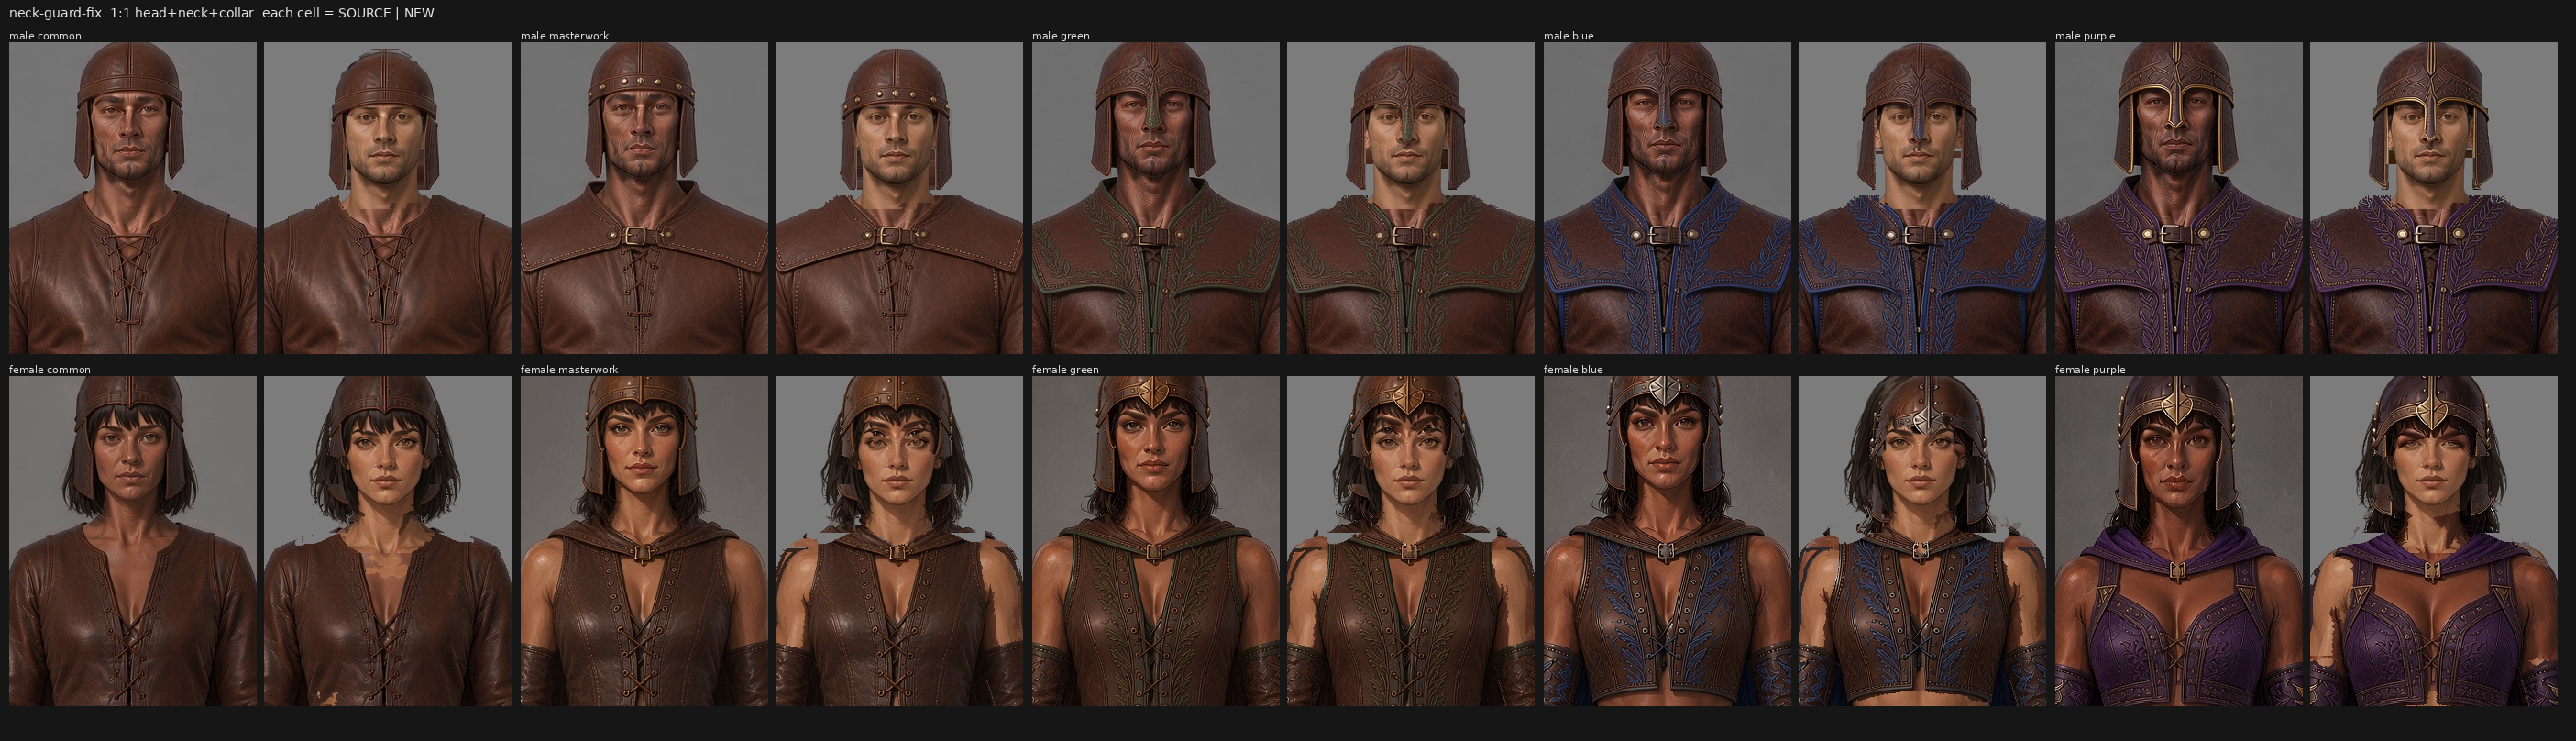 neck-guard-fix  1:1 head+neck+collar  each cell = SOURCE | NEW
male common
male masterwork
male green
male blue
male purple
female common
female masterwork
female green
female blue
female purple